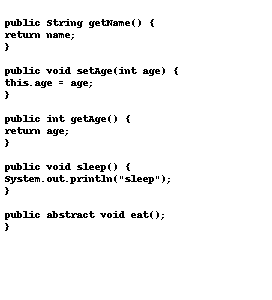 public String getName() {
return name;
}
public void setAge(int age) {
this.age = age;
}
public int getAge() {
return age;
}
public void sleep() {
System.out.println("sleep");
}
public abstract void eat();
}